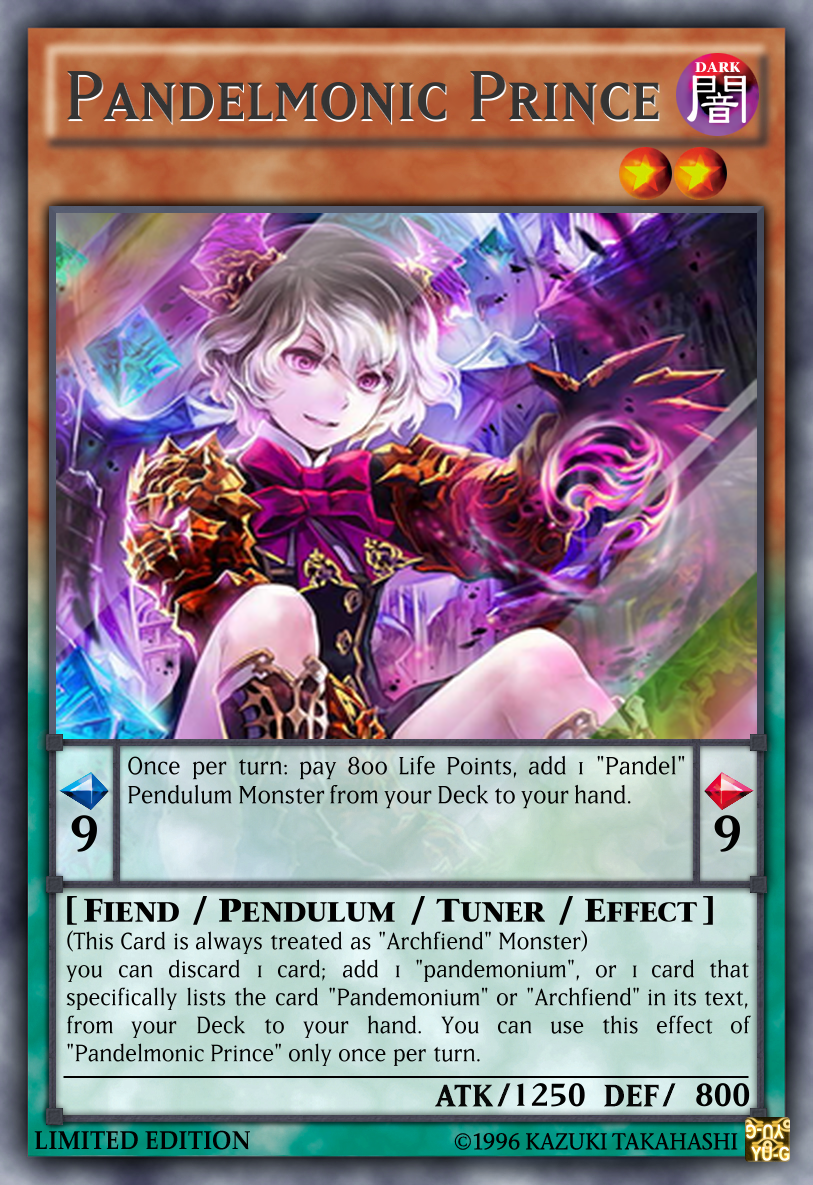 Pandelmonic Prince
DARK
闇
Once per turn: pay 800 Life Points, add 1 "Pandel"
Pendulum Monster from your Deck to your hand.
9
9
[ Fiend / Pendulum / Tuner / Effect ]
(This Card is always treated as "Archfiend" Monster)
you can discard 1 card; add 1 "pandemonium", or 1 card that
specifically lists the card "Pandemonium" or "Archfiend" in its text,
from your Deck to your hand. You can use this effect of
"Pandelmonic Prince" only once per turn.
ATK/1250 DEF/ 800
LIMITED EDITION
©1996 KAZUKI TAKAHASHI